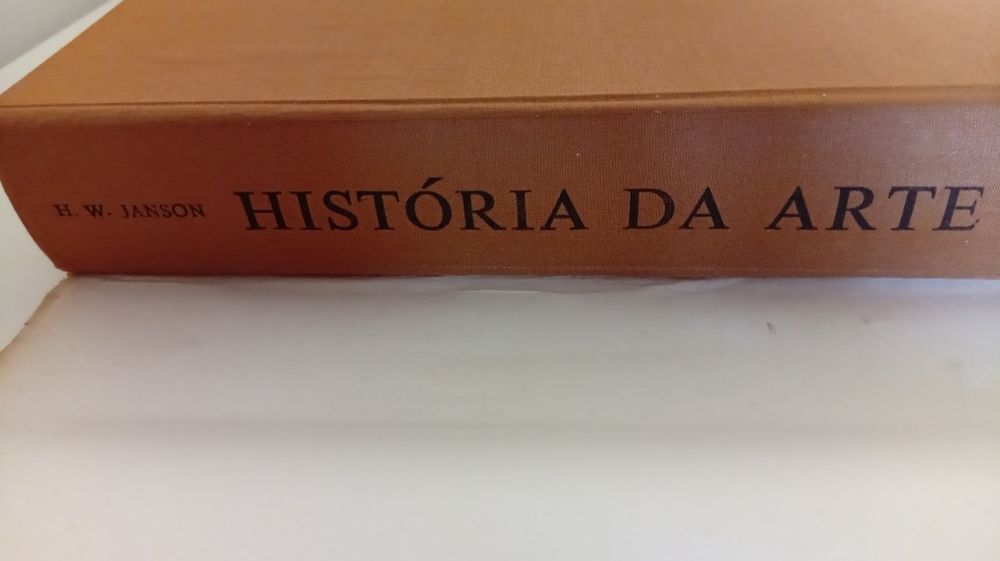 H. W. JANSON HISTÓRIA DA ARTE